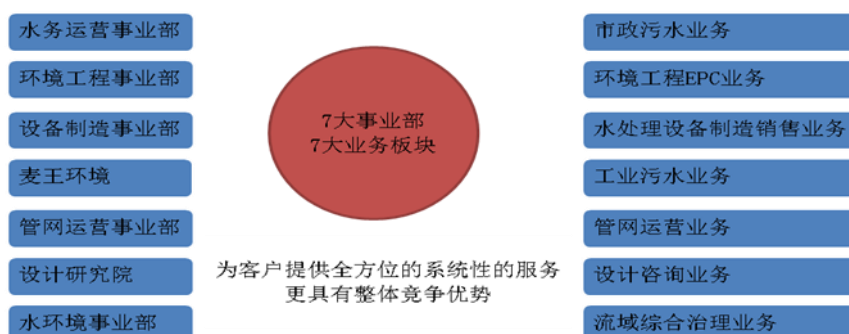 水务运营事业部
环境工程事业部
设备制造事业部
麦王环境
管网运营事业部
设计研究院
水环境事业部
7大事业部
7大业务板块
为客户提供全方位的系统性的服务
更具有整体竞争优势
市政污水业务
环境工程EPC业务
水处理设备制造销售业务
工业污水业务
管网运营业务
设计咨询业务
流域综合治理业务